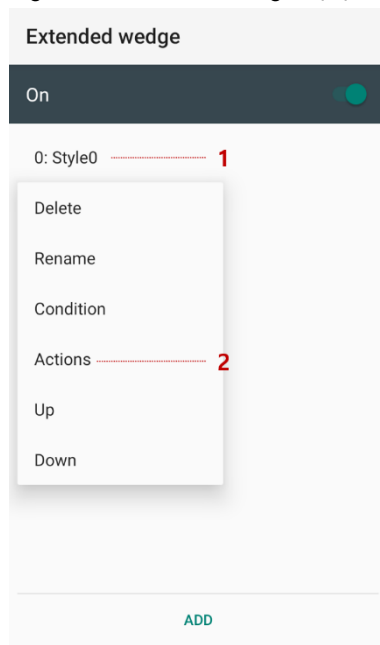 Extended wedge
On
0: Style0 1
Delete
Rename
Condition
Actions 2
Up
Down
ADD